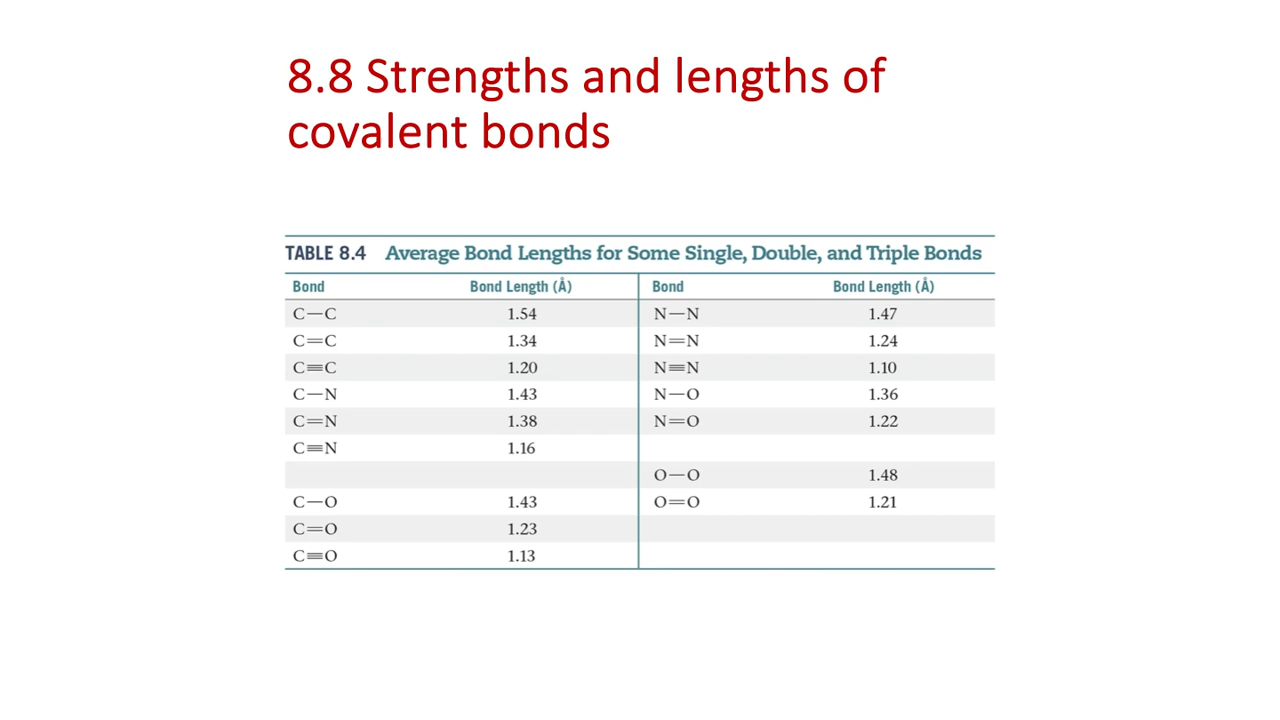 8.8 Strengths and lengths of
covalent bonds
TABLE 8.4 Average Bond Lengths for Some Single, Double, and Triple Bonds
Bond Bond Length (Å) Bond Bond Length (Å)
C—C 1.54 N—N 1.47
C=C 1.34 N=N 1.24
C≡C 1.20 N≡N 1.10
C—N 1.43 N—O 1.36
C=N 1.38 N=O 1.22
C≡N 1.16
O—O 1.48
C—O 1.43 O=O 1.21
C=O 1.23
C≡O 1.13